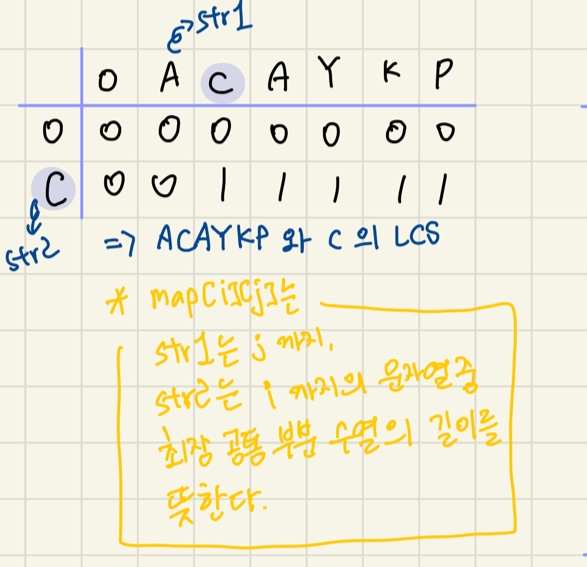 str1
0 A C A Y K P
0 0 0 0 0 0 0 0
C 0 0 1 1 1 1 1
str2
=> ACAYKP 와 C 의 LCS
* map[i][j]는
str1는 j 까지,
str2는 i 까지의 문자열중
최장 공통 부분 수열의 길이를
뜻한다.